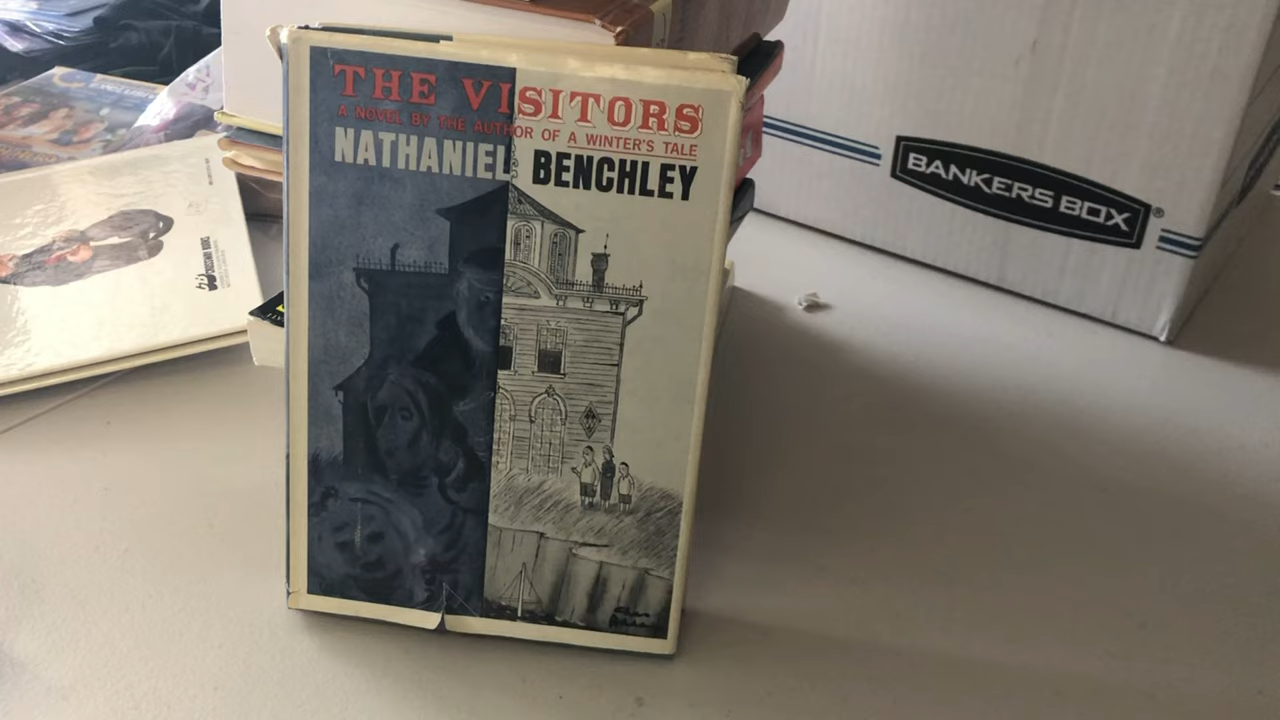 THE VISITORS
A NOVEL BY THE AUTHOR OF A WINTER'S TALE
NATHANIEL BENCHLEY
BANKERS BOX®